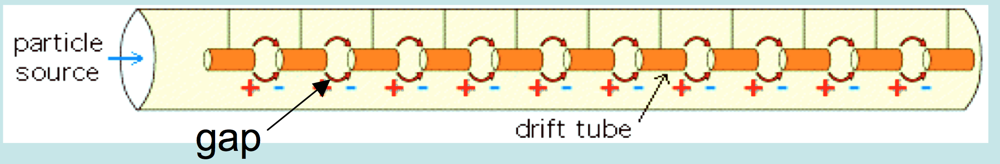 particle
source
+ - + - + - + - + - + - + - + - + - + -
gap
drift tube